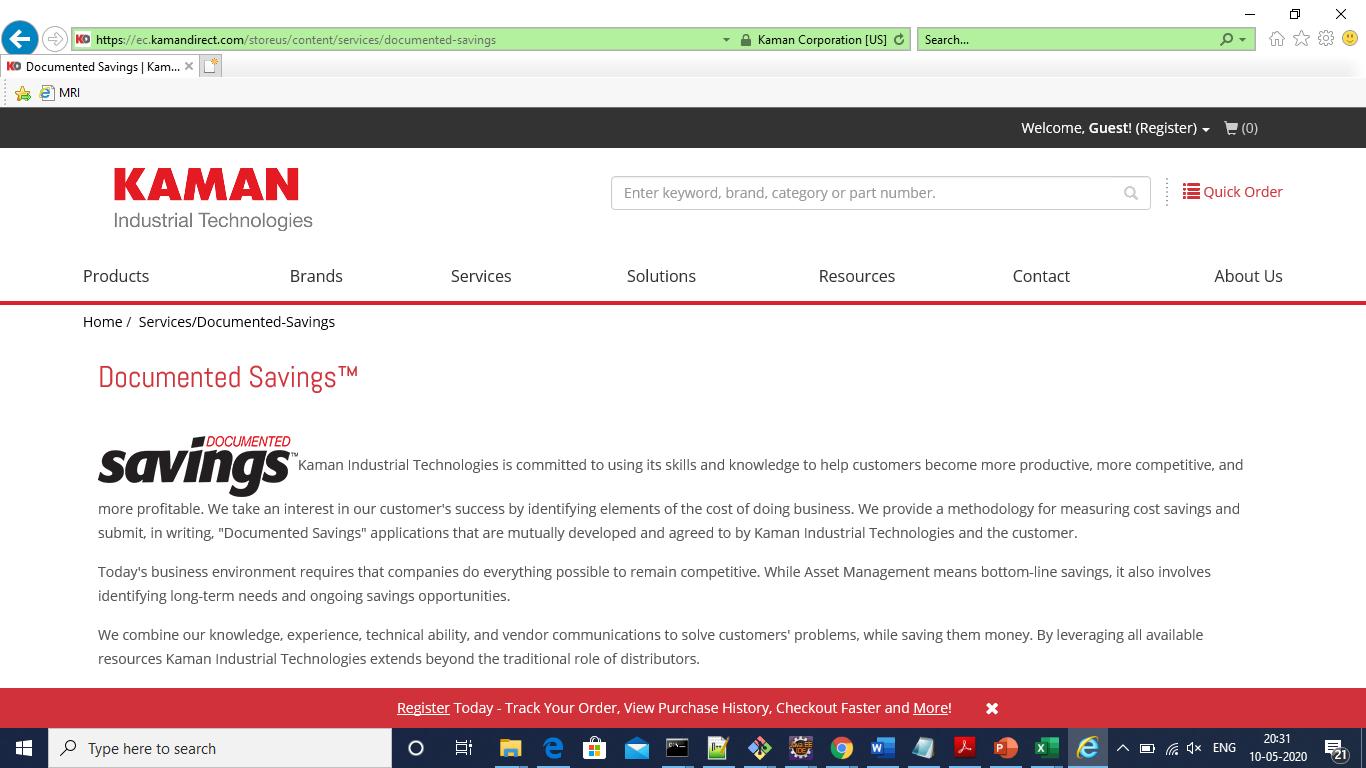 https://ec.kamandirect.com/storeus/content/services/documented-savings
Kaman Corporation [US]
Search...
Documented Savings | Kam...
MRI
Welcome, Guest! (Register)
(0)
KAMAN
Industrial Technologies
Enter keyword, brand, category or part number.
Quick Order
Products Brands Services Solutions Resources Contact About Us
Home / Services/Documented-Savings
Documented Savings™
DOCUMENTED
savings™
Kaman Industrial Technologies is committed to using its skills and knowledge to help customers become more productive, more competitive, and
more profitable. We take an interest in our customer's success by identifying elements of the cost of doing business. We provide a methodology for measuring cost savings and
submit, in writing, "Documented Savings" applications that are mutually developed and agreed to by Kaman Industrial Technologies and the customer.
Today's business environment requires that companies do everything possible to remain competitive. While Asset Management means bottom-line savings, it also involves
identifying long-term needs and ongoing savings opportunities.
We combine our knowledge, experience, technical ability, and vendor communications to solve customers' problems, while saving them money. By leveraging all available
resources Kaman Industrial Technologies extends beyond the traditional role of distributors.
Register Today - Track Your Order, View Purchase History, Checkout Faster and More!
Type here to search
ENG
20:31
10-05-2020
21